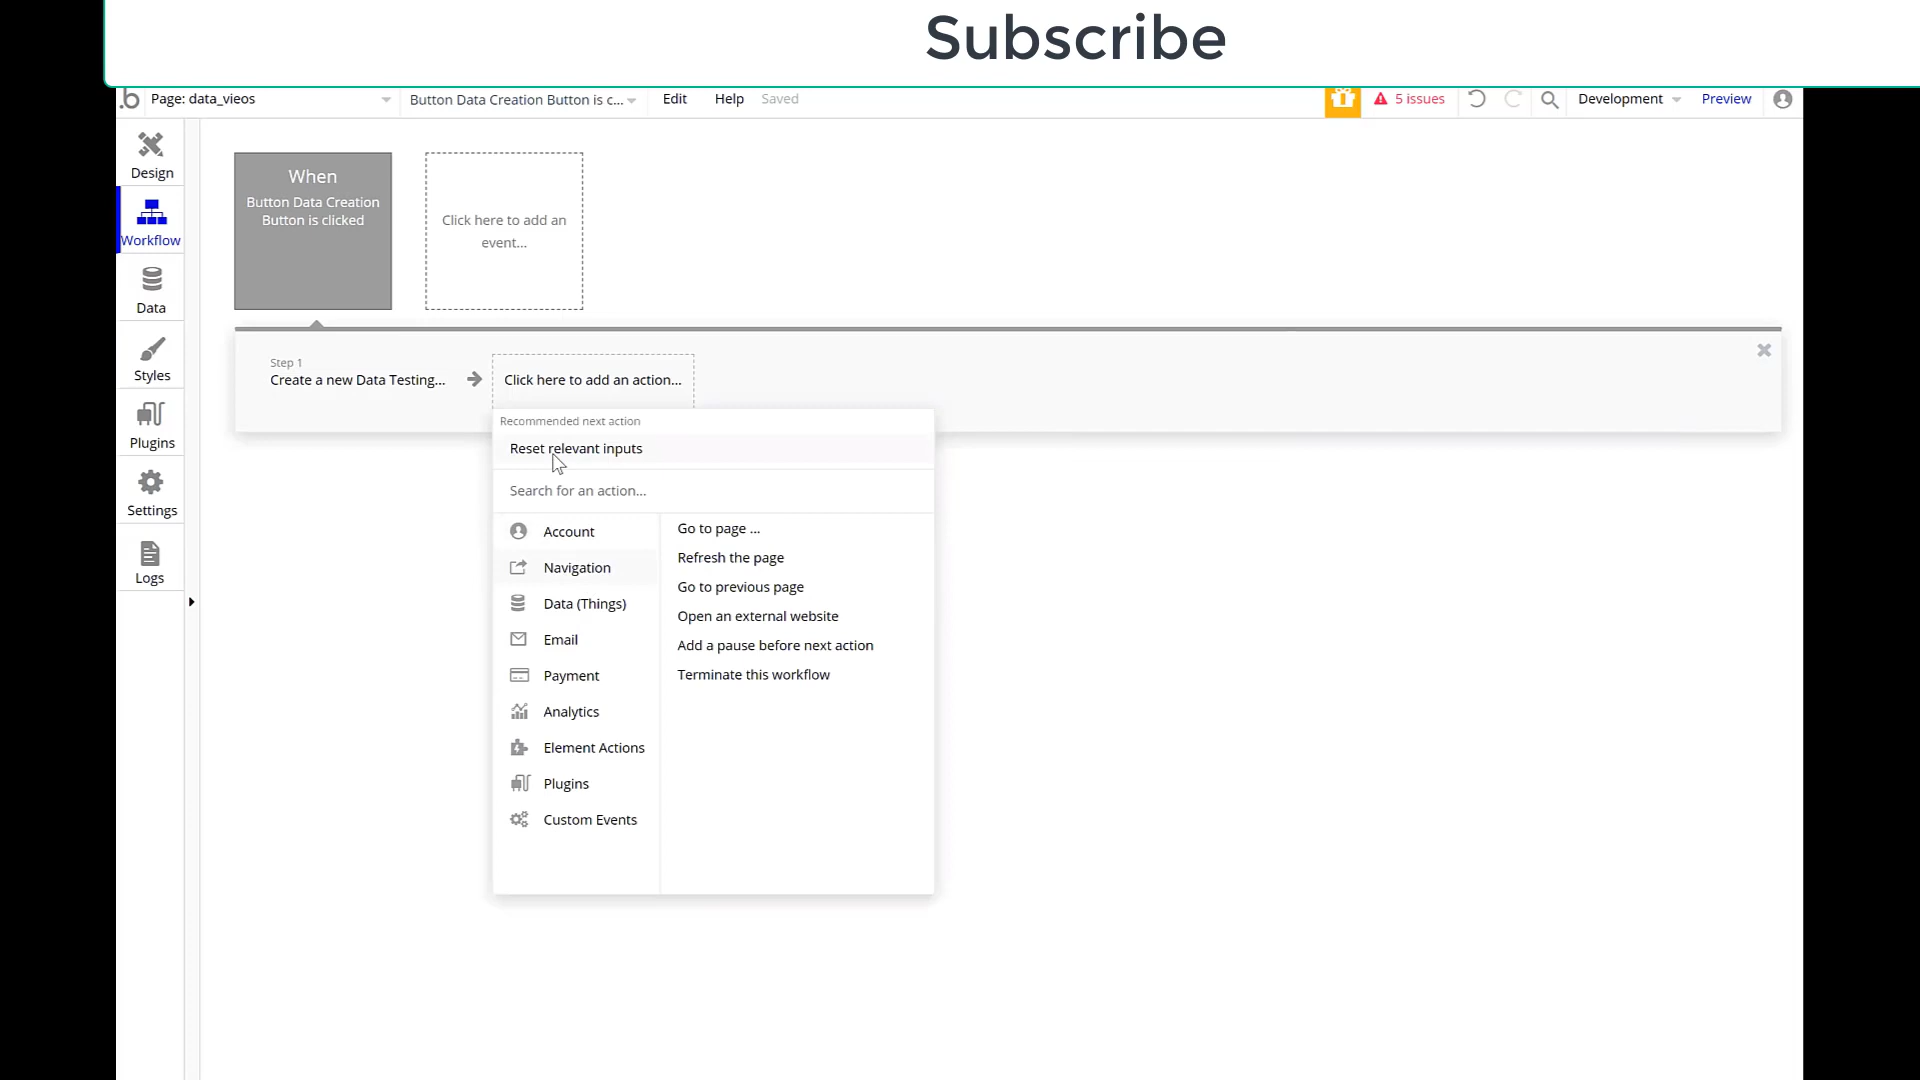 Subscribe
Page: data_vieos
Button Data Creation Button is c...
Edit
Help
Saved
5 issues
Development
Preview
Design
Workflow
Data
Styles
Plugins
Settings
Logs
When
Button Data Creation
Button is clicked
Click here to add an
event...
Step 1
Create a new Data Testing...
Click here to add an action...
Recommended next action
Reset relevant inputs
Search for an action...
Account
Navigation
Data (Things)
Email
Payment
Analytics
Element Actions
Plugins
Custom Events
Go to page ...
Refresh the page
Go to previous page
Open an external website
Add a pause before next action
Terminate this workflow